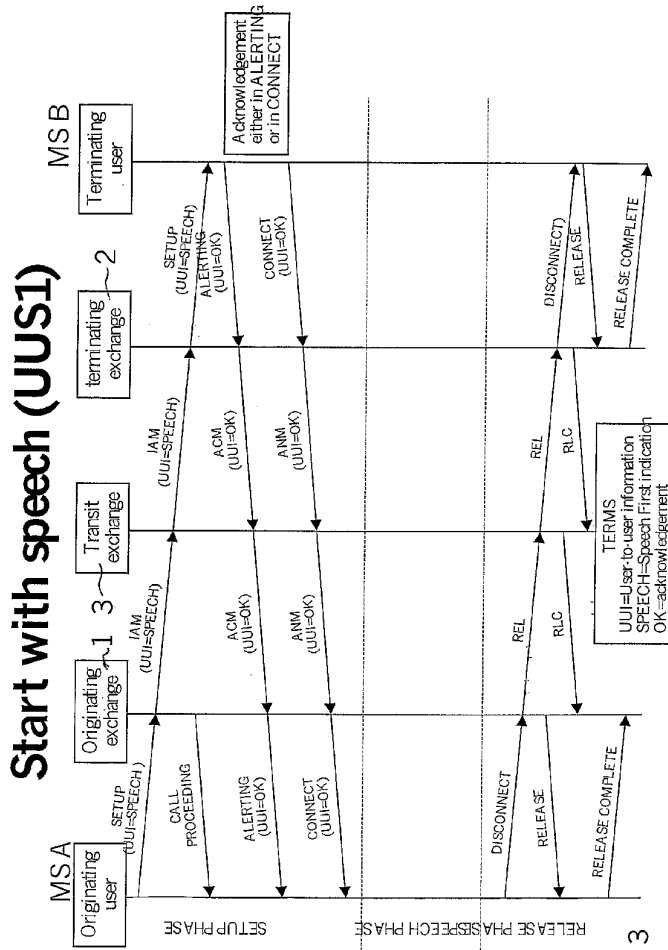 Start with speech (UUS1)
MS A
MS B
Originating
user
Originating
exchange
1
3
Transit
exchange
terminating
exchange
2
Terminating
user
SETUP
(UUI=SPEECH)
IAM
(UUI=SPEECH)
IAM
(UUI=SPEECH)
SETUP
(UUI=SPEECH)
CALL
PROCEEDING
ALERTING
(UUI=OK)
ACM
(UUI=OK)
ACM
(UUI=OK)
ALERTING
(UUI=OK)
CONNECT
(UUI=OK)
ANM
(UUI=OK)
ANM
(UUI=OK)
CONNECT
(UUI=OK)
Acknowledgement
either in ALERTING
or in CONNECT
SETUP PHASE
SPEECH PHASE
SPEECH PHASE
RELEASE PHASE
DISCONNECT
REL
REL
DISCONNECT)
RELEASE
RLC
RLC
RELEASE
RELEASE COMPLETE
RELEASE COMPLETE
TERMS
UUI=User-to-user information
SPEECH=Speech First indication
OK=acknowledgement
3